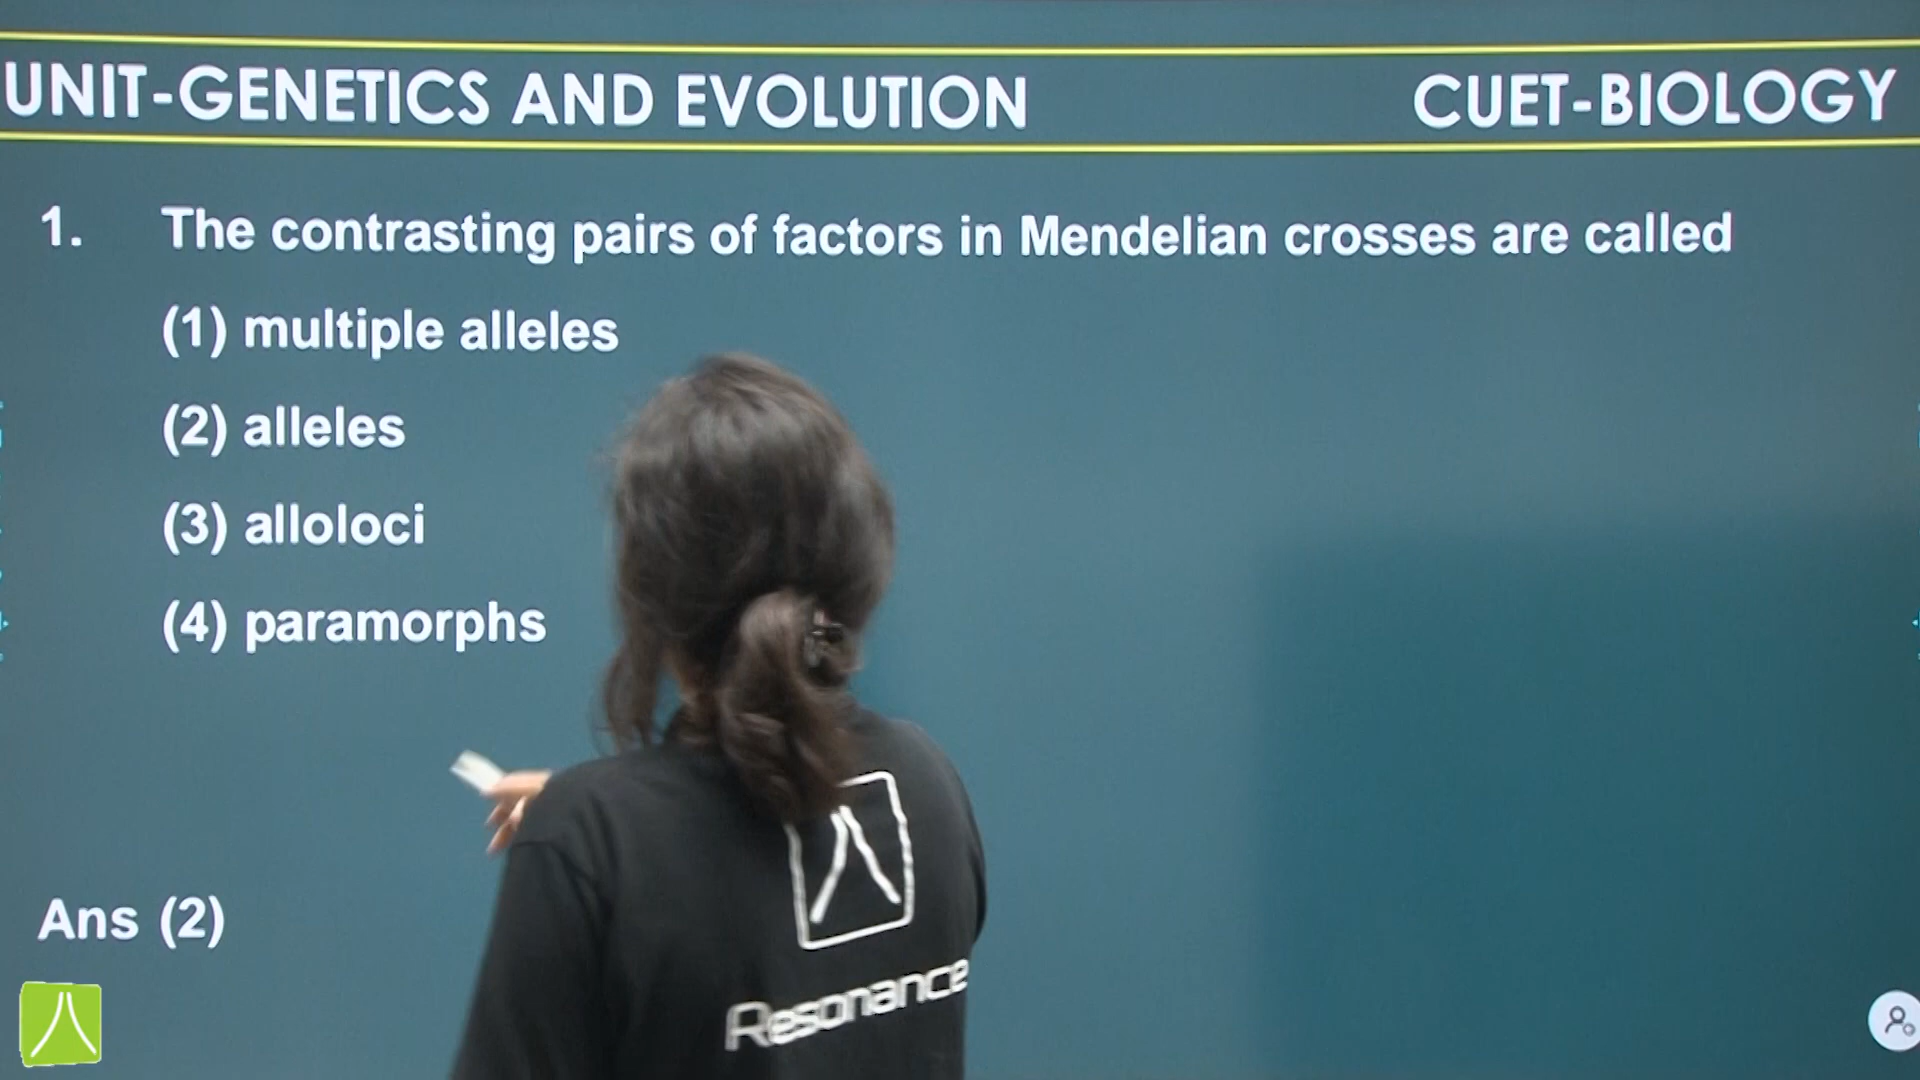 UNIT-GENETICS AND EVOLUTION CUET-BIOLOGY
1. The contrasting pairs of factors in Mendelian crosses are called
(1) multiple alleles
(2) alleles
(3) alloloci
(4) paramorphs
Ans (2)
Resonance